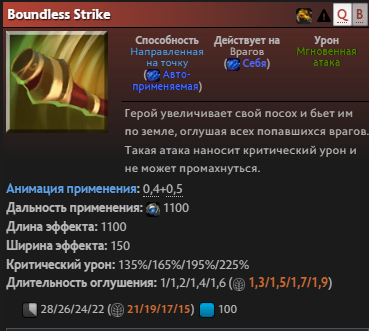 Boundless Strike
Q B
Способность
Направленная
на точку
(Авто-
применяемая)
Действует на
Врагов
(Себя)
Урон
Мгновенная
атака
Герой увеличивает свой посох и бьет им
по земле, оглушая всех попавшихся врагов.
Такая атака наносит критический урон и
не может промахнуться.
Анимация применения: 0,4+0,5
Дальность применения: 1100
Длина эффекта: 1100
Ширина эффекта: 150
Критический урон: 135%/165%/195%/225%
Длительность оглушения: 1/1,2/1,4/1,6 (1,3/1,5/1,7/1,9)
28/26/24/22 (21/19/17/15) 100